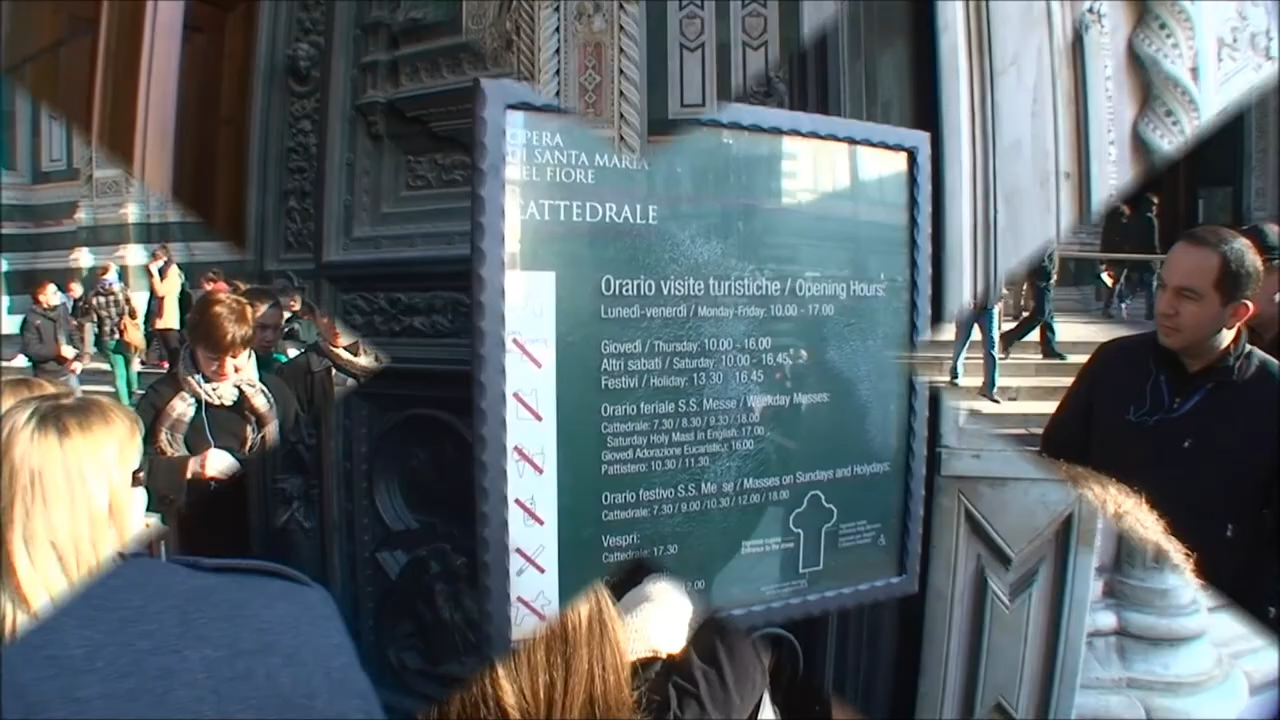 OPERA
DI SANTA MARIA
DEL FIORE
CATTEDRALE
Orario visite turistiche / Opening Hours:
Lunedì-venerdì / Monday-Friday: 10.00 - 17.00
Giovedì / Thursday: 10.00 - 16.00
Altri sabati / Saturday: 10.00 - 16.45
Festivi / Holiday: 13.30 16.45
Orario feriale S.S. Messe / Weekday Masses:
Cattedrale: 7.30 / 8.30 / 9.30 / 18.00
Saturday Holy Mass in English: 17.00
Giovedì Adorazione Eucaristica: 16.00
Pattistero: 10.30 / 11.30
Orario festivo S.S. Me se / Masses on Sundays and Holydays:
Cattedrale: 7.30 / 9.00 /10.30 / 12.00 / 18.00
Vespri:
Cattedrale: 17.30